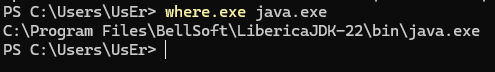 PS C:\Users\UsEr> where.exe java.exe
C:\Program Files\BellSoft\LibericaJDK-22\bin\java.exe
PS C:\Users\UsEr>